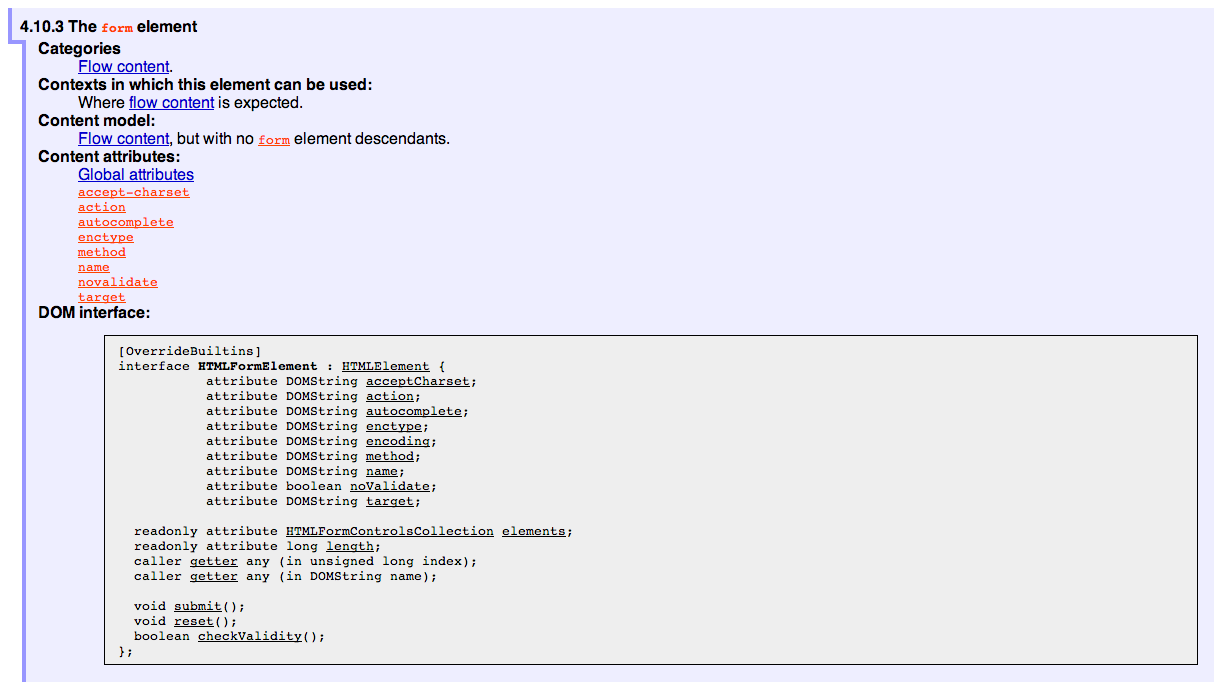 4.10.3 The form element
Categories
Flow content.
Contexts in which this element can be used:
Where flow content is expected.
Content model:
Flow content, but with no form element descendants.
Content attributes:
Global attributes
accept-charset
action
autocomplete
enctype
method
name
novalidate
target
DOM interface:
[OverrideBuiltins]
interface HTMLFormElement : HTMLElement {
attribute DOMString acceptCharset;
attribute DOMString action;
attribute DOMString autocomplete;
attribute DOMString enctype;
attribute DOMString encoding;
attribute DOMString method;
attribute DOMString name;
attribute boolean noValidate;
attribute DOMString target;
readonly attribute HTMLFormControlsCollection elements;
readonly attribute long length;
caller getter any (in unsigned long index);
caller getter any (in DOMString name);
void submit();
void reset();
boolean checkValidity();
};